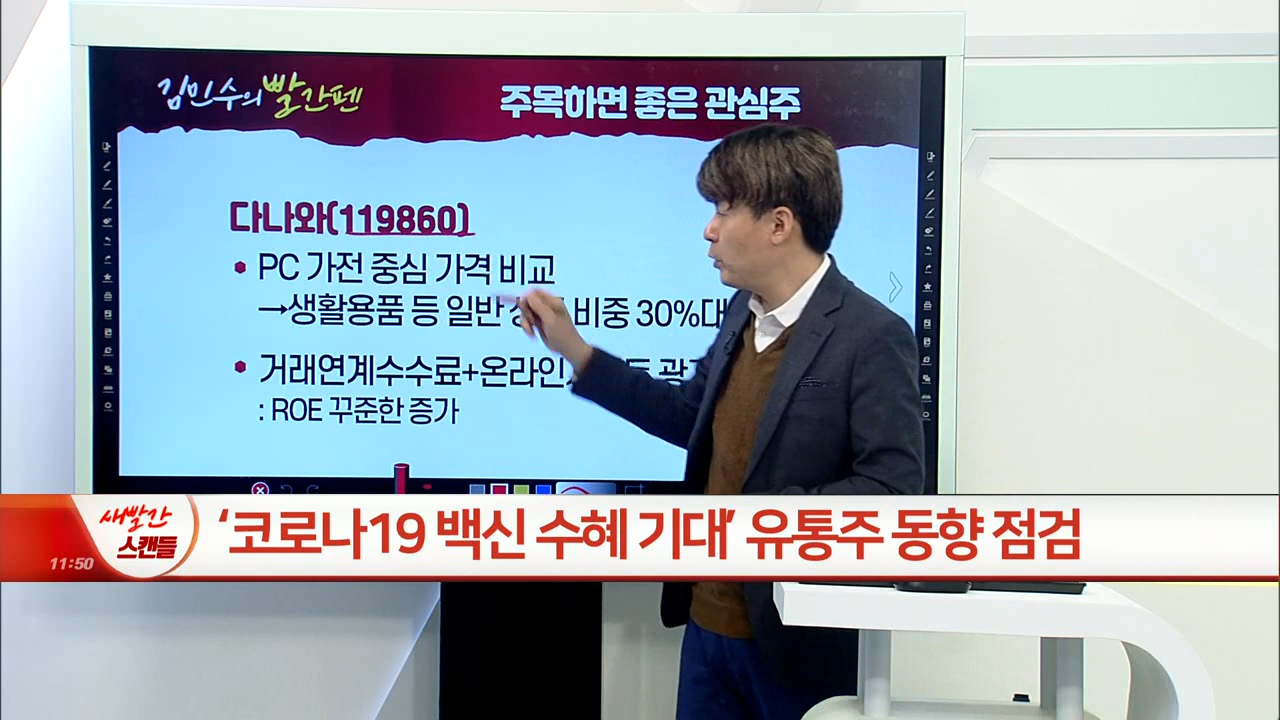 김민수의 빨간펜
주목하면 좋은 관심주
다나와(119860)
• PC 가전 중심 가격 비교
→생활용품 등 일반 비중 30%대
• 거래연계수수료+온라인
: ROE 꾸준한 증가
새빨간
스캔들
11:50
‘코로나19 백신 수혜 기대’ 유통주 동향 점검